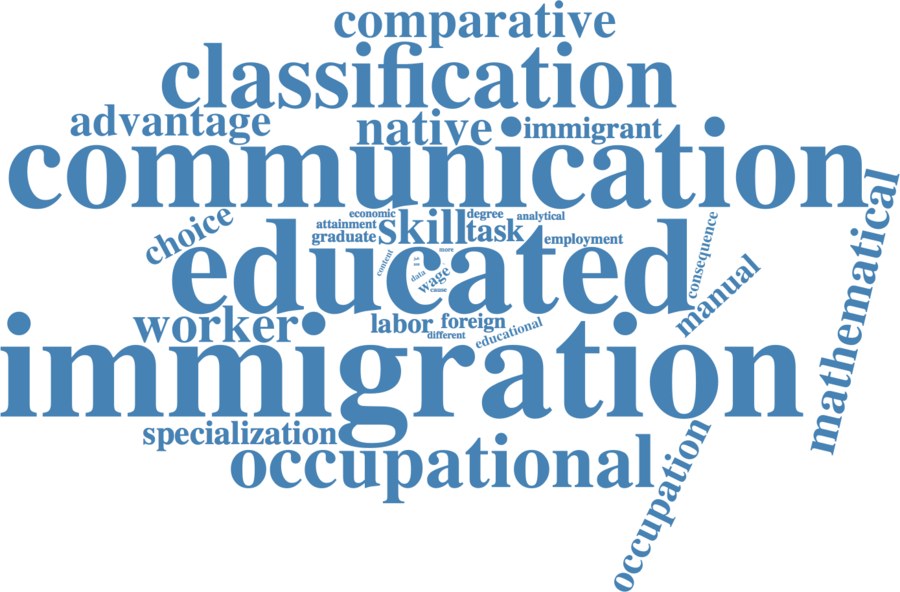 comparative
classification
advantage
native
immigrant
communication
mathematical
choice
economic
degree
analytical
attainment
skill
task
graduate
employment
consequence
educated
more
content
data
wage
cause
manual
worker
labor
foreign
different
educational
immigration
specialization
occupational
occupation